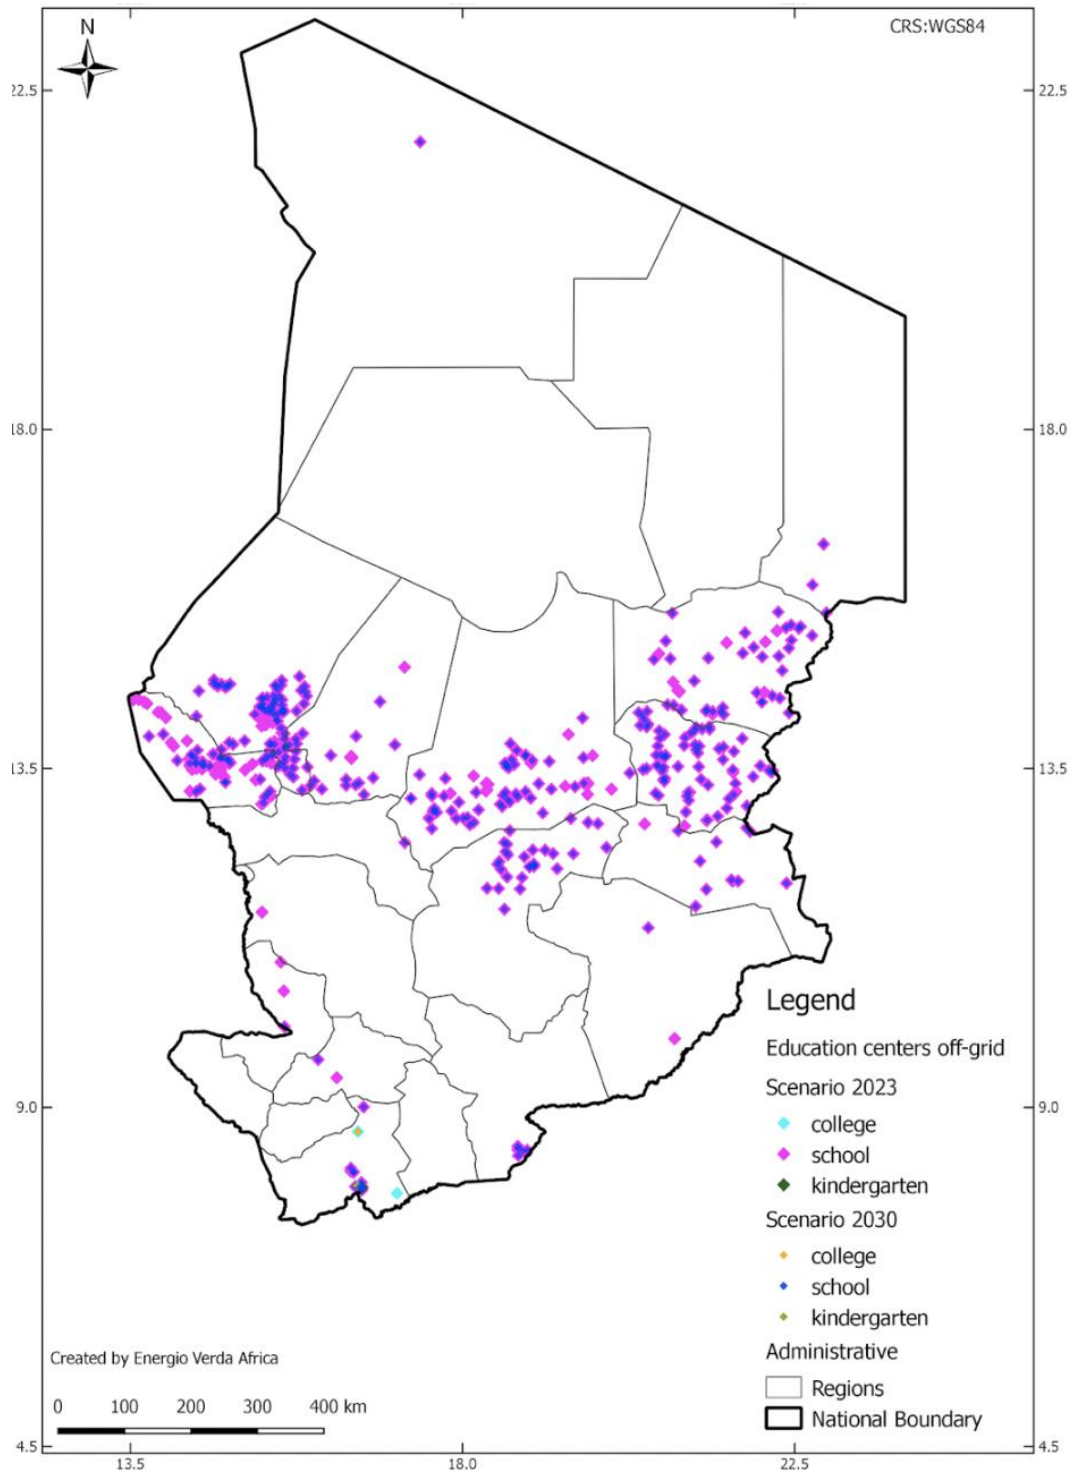 N
CRS:WGS84
22.5
22.5
18.0
18.0
13.5
13.5
9.0
9.0
4.5
4.5
13.5
18.0
22.5
Legend
Education centers off-grid
Scenario 2023
college
school
kindergarten
Scenario 2030
college
school
kindergarten
Administrative
Regions
National Boundary
Created by Energio Verda Africa
0 100 200 300 400 km